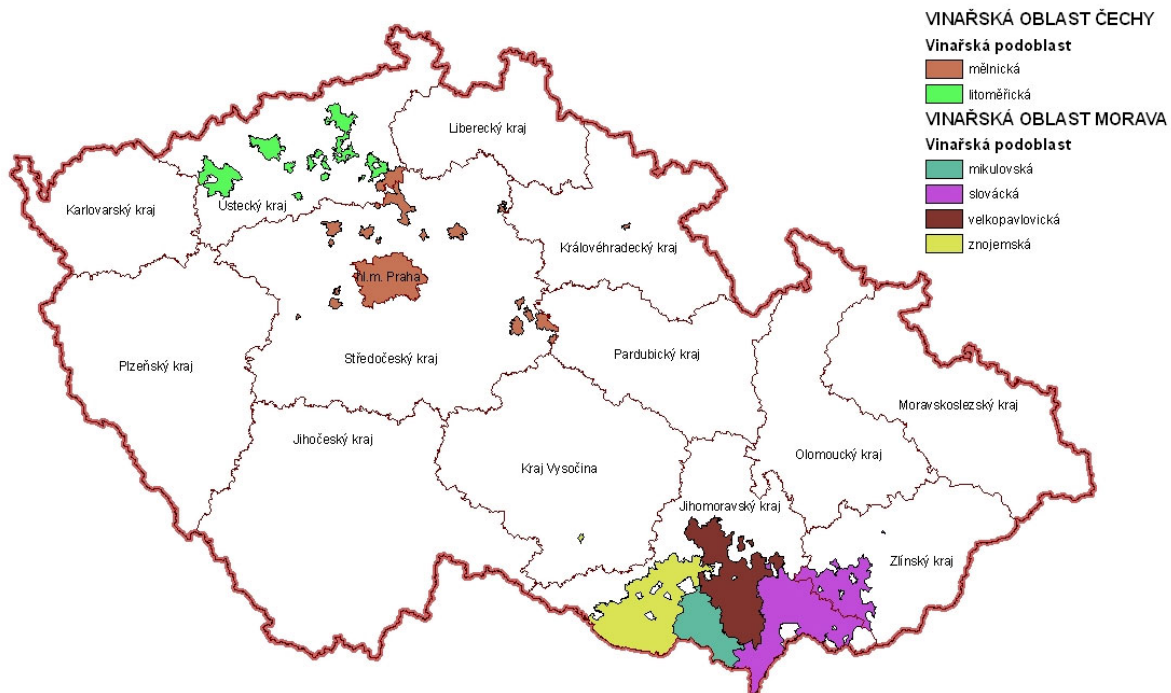 VINAŘSKÁ OBLAST ČECHY
Vinařská podoblast
mělnická
litoměřická
VINAŘSKÁ OBLAST MORAVA
Vinařská podoblast
mikulovská
slovácká
velkopavlovická
znojemská
Liberecký kraj
Karlovarský kraj
Ústecký kraj
Královéhradecký kraj
hl.m. Praha
Plzeňský kraj
Středočeský kraj
Pardubický kraj
Moravskoslezský kraj
Jihočeský kraj
Kraj Vysočina
Olomoucký kraj
Jihomoravský kraj
Zlínský kraj